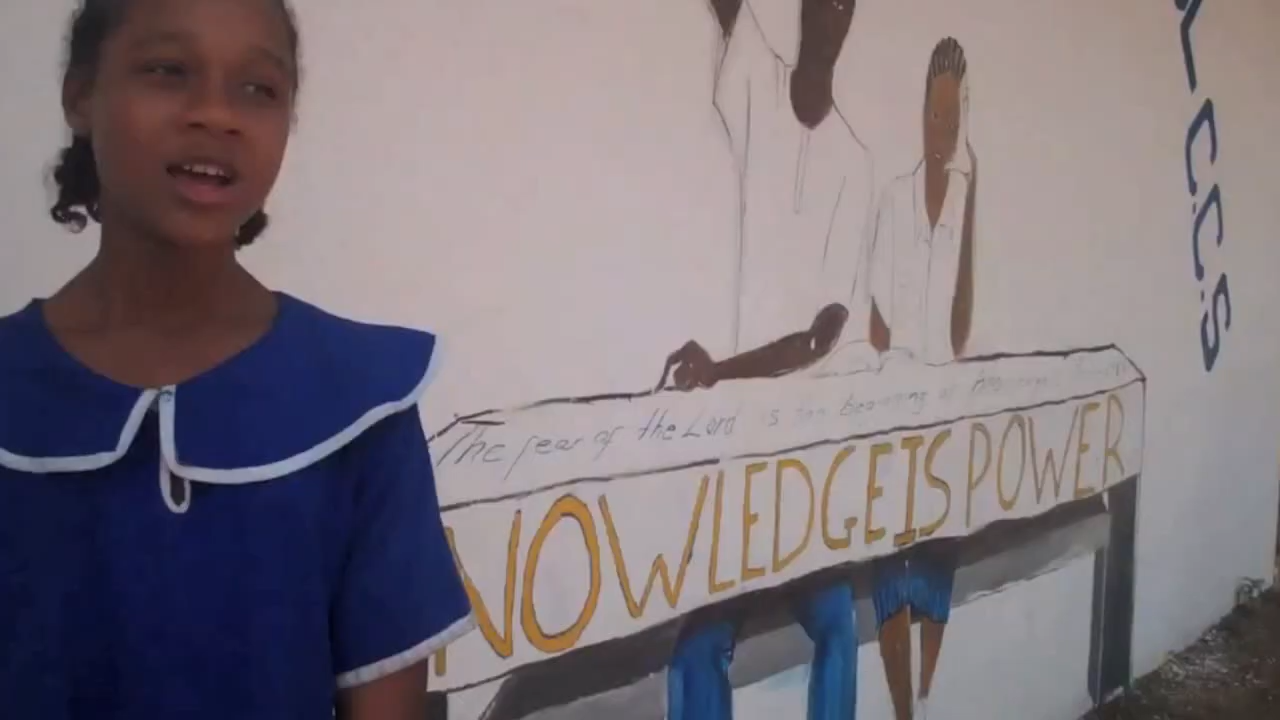 The fear of the Lord is the beginning of
NOWLEDGE IS POWER
L.C.C.S